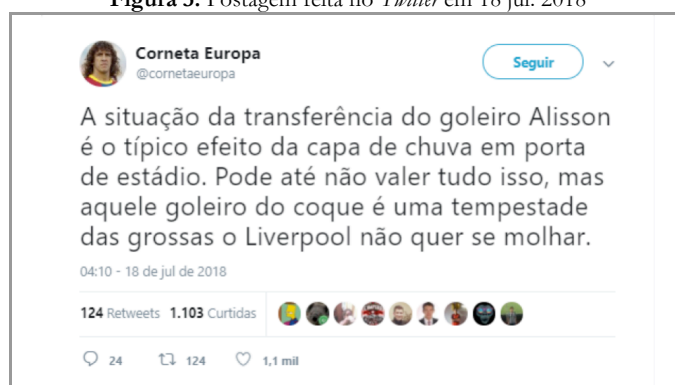 Figura 3. Postagem feita no Twitter em 18 jul. 2018
Corneta Europa
@cornetaeuropa
Seguir
A situação da transferência do goleiro Alisson
é o típico efeito da capa de chuva em porta
de estádio. Pode até não valer tudo isso, mas
aquele goleiro do coque é uma tempestade
das grossas o Liverpool não quer se molhar.
04:10 - 18 de jul de 2018
124 Retweets 1.103 Curtidas
24 124 1,1 mil